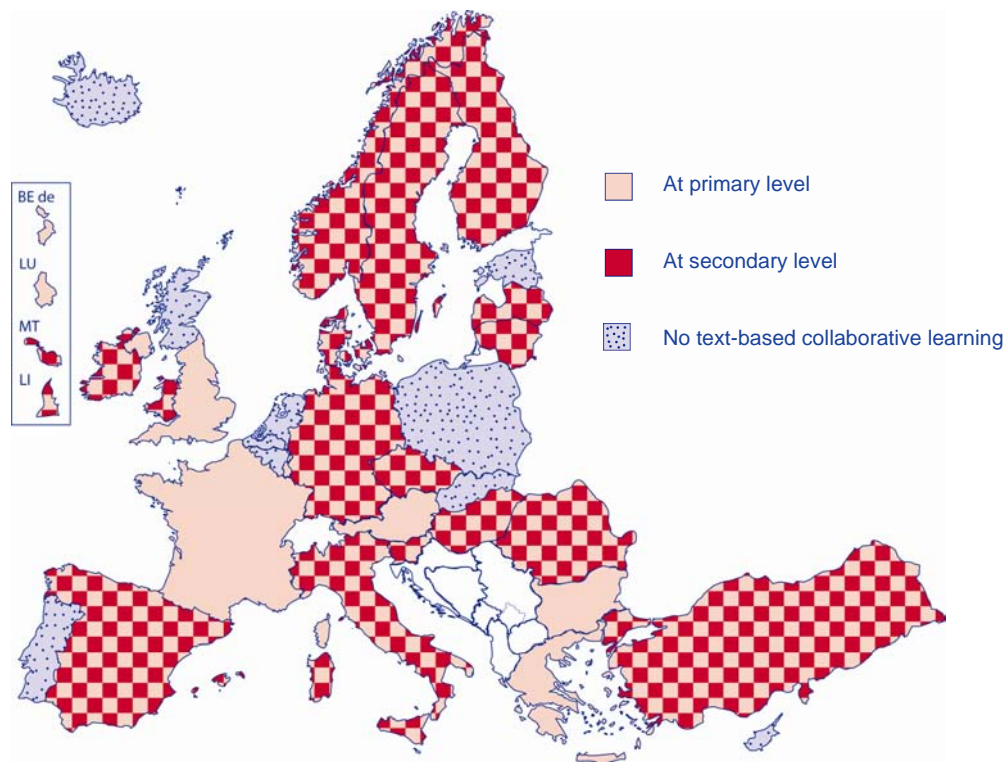 BE de
LU
MT
LI
At primary level
At secondary level
No text-based collaborative learning